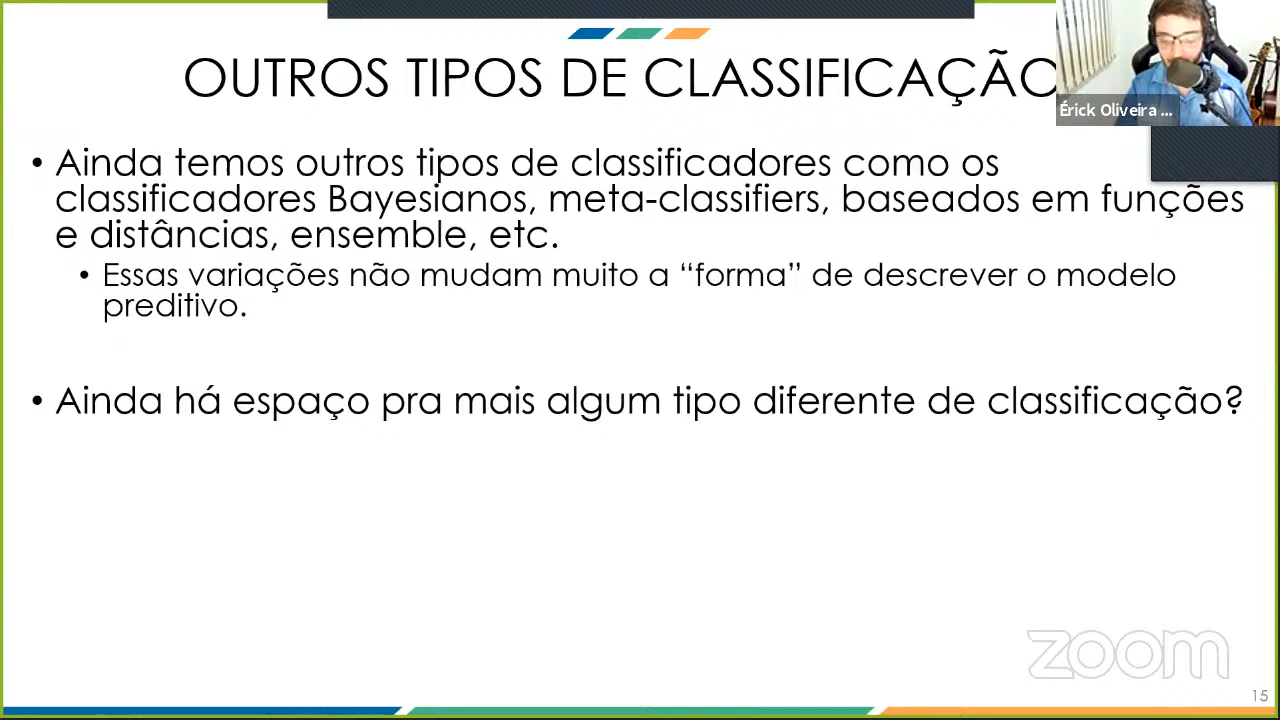 OUTROS TIPOS DE CLASSIFICAÇÃO
Érick Oliveira ...
• Ainda temos outros tipos de classificadores como os
classificadores Bayesianos, meta-classifiers, baseados em funções
e distâncias, ensemble, etc.
• Essas variações não mudam muito a “forma” de descrever o modelo
preditivo.
• Ainda há espaço pra mais algum tipo diferente de classificação?
zoom
15